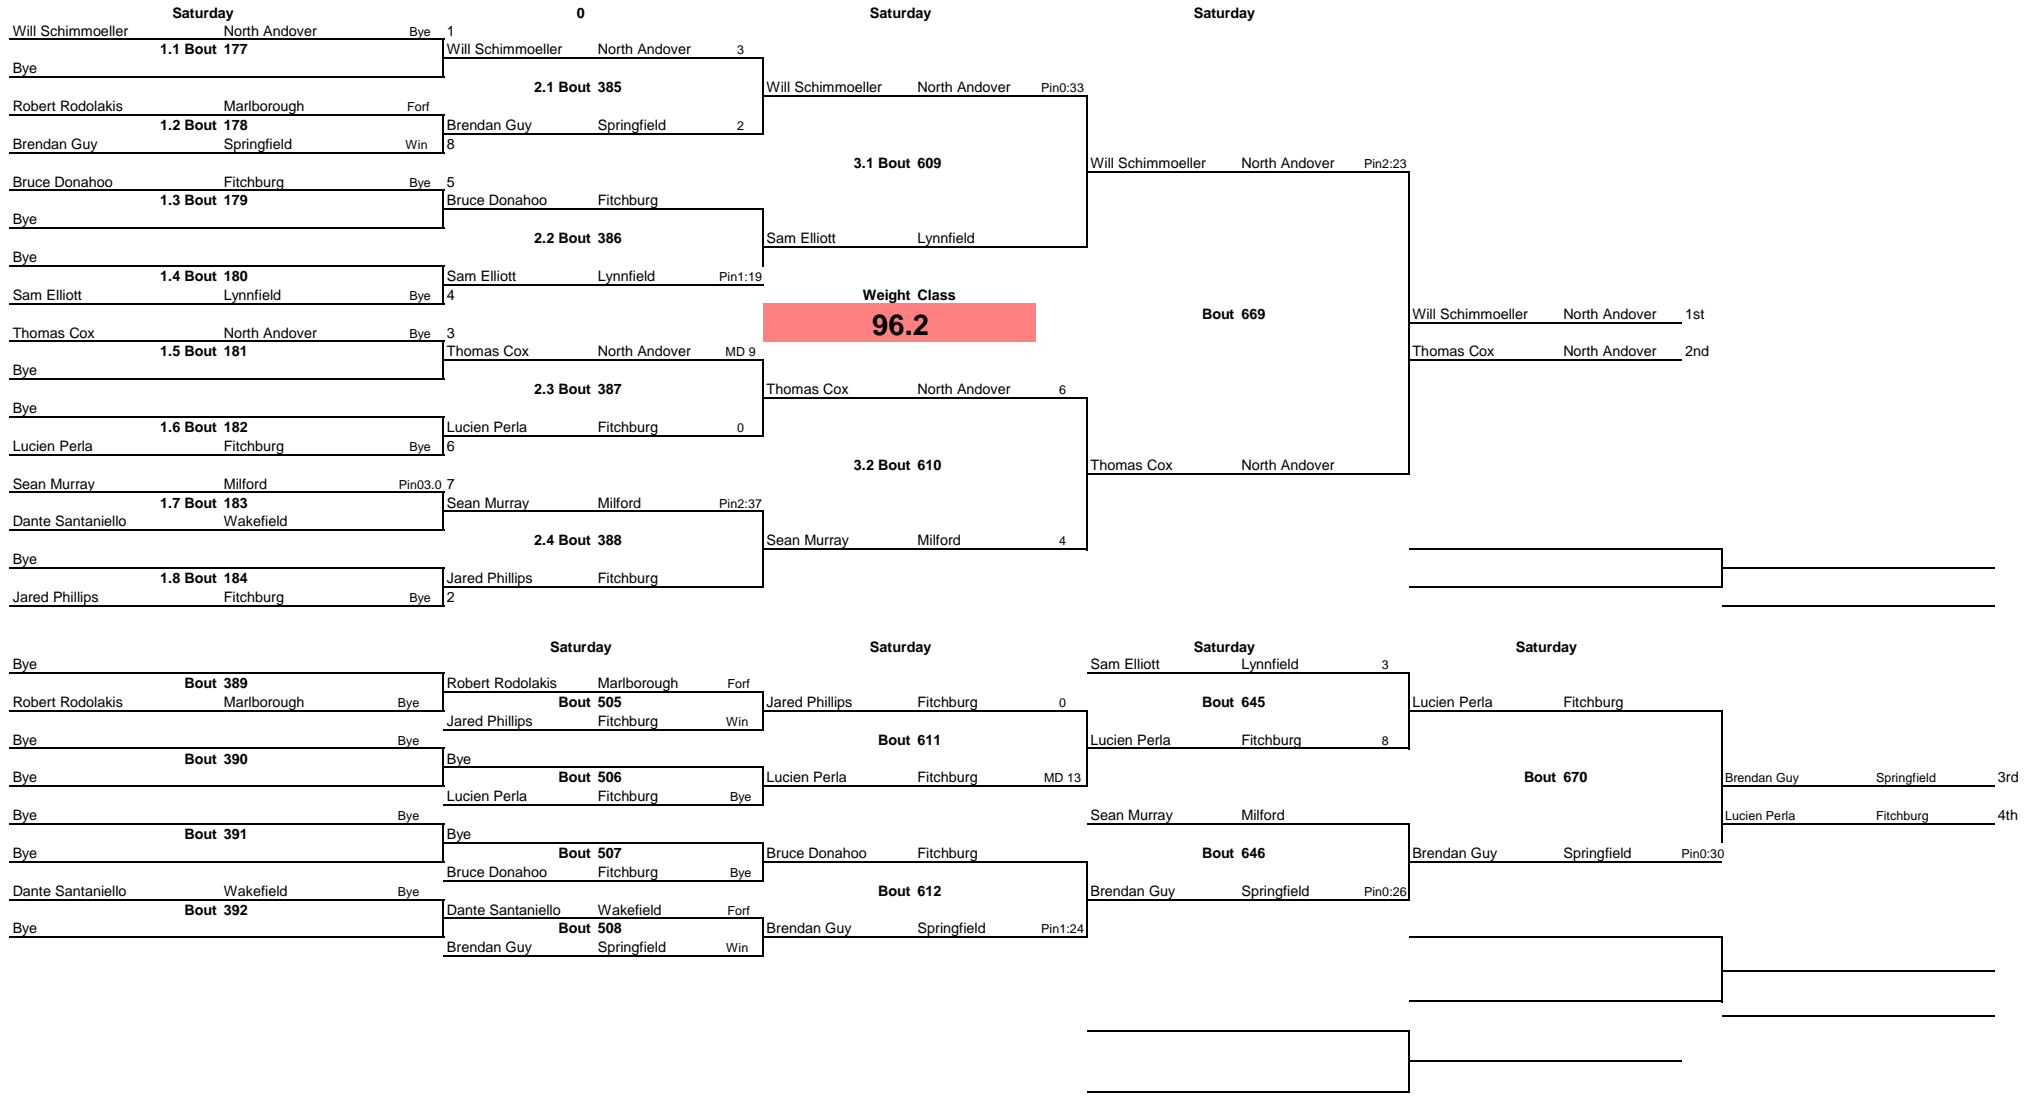 Saturday 0 Saturday Saturday
Will Schimmoeller North Andover Bye 1
1.1 Bout 177 Will Schimmoeller North Andover 3
Bye
2.1 Bout 385 Will Schimmoeller North Andover Pin0:33
Robert Rodolakis Marlborough Forf
1.2 Bout 178 Brendan Guy Springfield 2
Brendan Guy Springfield Win 8
3.1 Bout 609 Will Schimmoeller North Andover Pin2:23
Bruce Donahoo Fitchburg Bye 5
1.3 Bout 179 Bruce Donahoo Fitchburg
Bye
2.2 Bout 386 Sam Elliott Lynnfield
Bye
1.4 Bout 180 Sam Elliott Lynnfield Pin1:19
Sam Elliott Lynnfield Bye 4 Weight Class
96.2 Bout 669 Will Schimmoeller North Andover 1st
Thomas Cox North Andover Bye 3
1.5 Bout 181 Thomas Cox North Andover MD 9 Thomas Cox North Andover 2nd
Bye
2.3 Bout 387 Thomas Cox North Andover 6
Bye
1.6 Bout 182 Lucien Perla Fitchburg 0
Lucien Perla Fitchburg Bye 6
3.2 Bout 610 Thomas Cox North Andover
Sean Murray Milford Pin03.0 7
1.7 Bout 183 Sean Murray Milford Pin2:37
Dante Santaniello Wakefield
2.4 Bout 388 Sean Murray Milford 4
Bye
1.8 Bout 184 Jared Phillips Fitchburg
Jared Phillips Fitchburg Bye 2
Saturday Saturday Saturday Saturday
Bye Sam Elliott Lynnfield 3
Bout 389 Robert Rodolakis Marlborough Forf
Robert Rodolakis Marlborough Bye Bout 505 Jared Phillips Fitchburg 0 Bout 645 Lucien Perla Fitchburg
Jared Phillips Fitchburg Win
Bye Bye Bout 611 Lucien Perla Fitchburg 8
Bout 390 Bye
Bye Bout 506 Lucien Perla Fitchburg MD 13 Bout 670 Brendan Guy Springfield 3rd
Lucien Perla Fitchburg Bye
Bye Bye Sean Murray Milford Lucien Perla Fitchburg 4th
Bout 391 Bye
Bye Bout 507 Bruce Donahoo Fitchburg Bout 646 Brendan Guy Springfield Pin0:30
Bruce Donahoo Fitchburg Bye
Dante Santaniello Wakefield Bye Bout 612 Brendan Guy Springfield Pin0:26
Bout 392 Dante Santaniello Wakefield Forf
Bye Bout 508 Brendan Guy Springfield Pin1:24
Brendan Guy Springfield Win